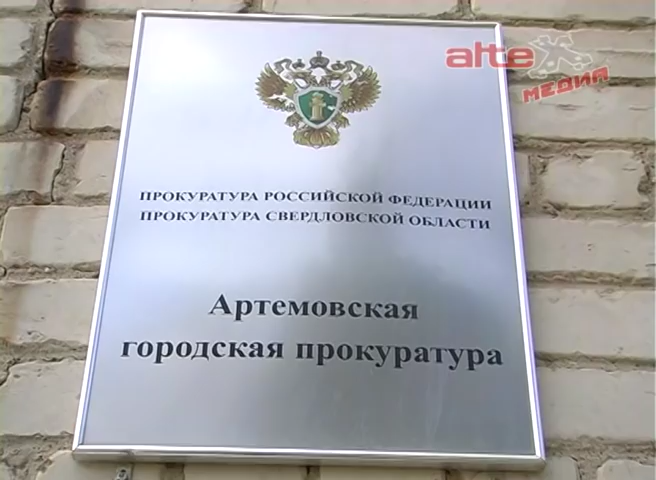 altex
медиа
ПРОКУРАТУРА РОССИЙСКОЙ ФЕДЕРАЦИИ
ПРОКУРАТУРА СВЕРДЛОВСКОЙ ОБЛАСТИ
Артемовская
городская прокуратура